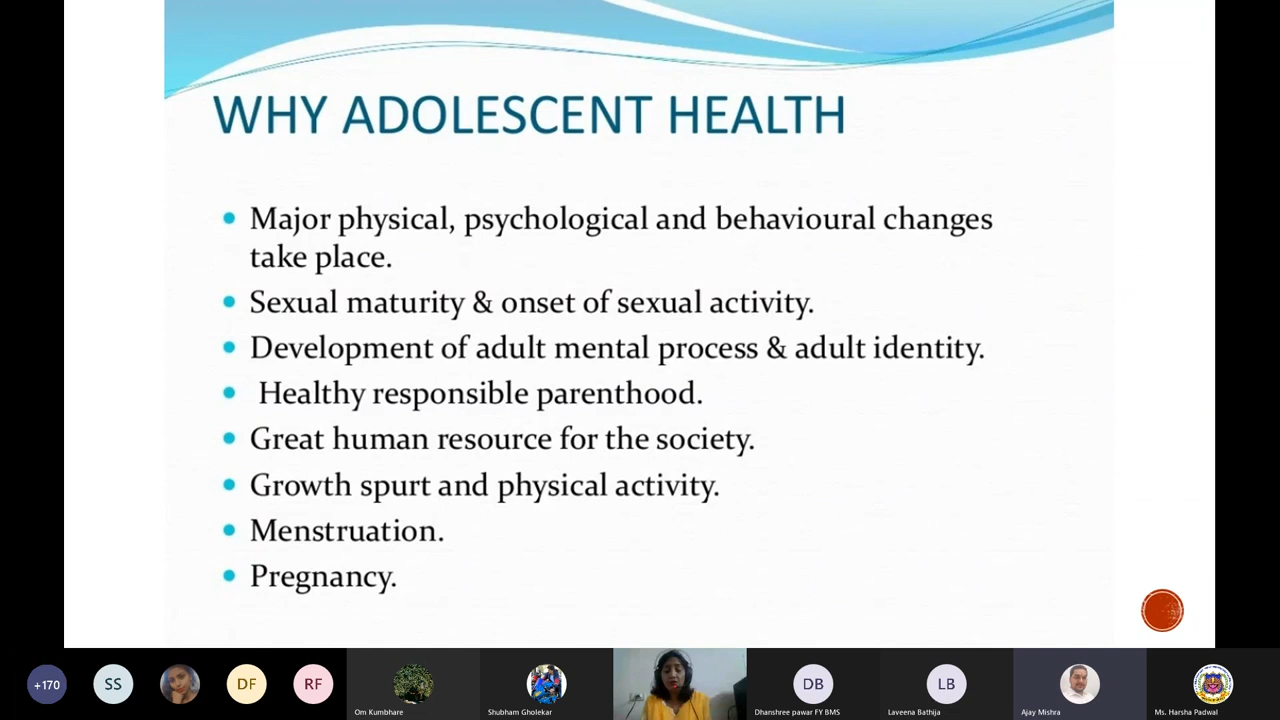 WHY ADOLESCENT HEALTH
• Major physical, psychological and behavioural changes
take place.
• Sexual maturity & onset of sexual activity.
• Development of adult mental process & adult identity.
• Healthy responsible parenthood.
• Great human resource for the society.
• Growth spurt and physical activity.
• Menstruation.
• Pregnancy.
+170
SS
DF
RF
DB
LB
Om Kumbhare
Shubham Gholekar
Dhanshree pawar FY BMS
Laveena Bathija
Ajay Mishra
Ms. Harsha Padwal